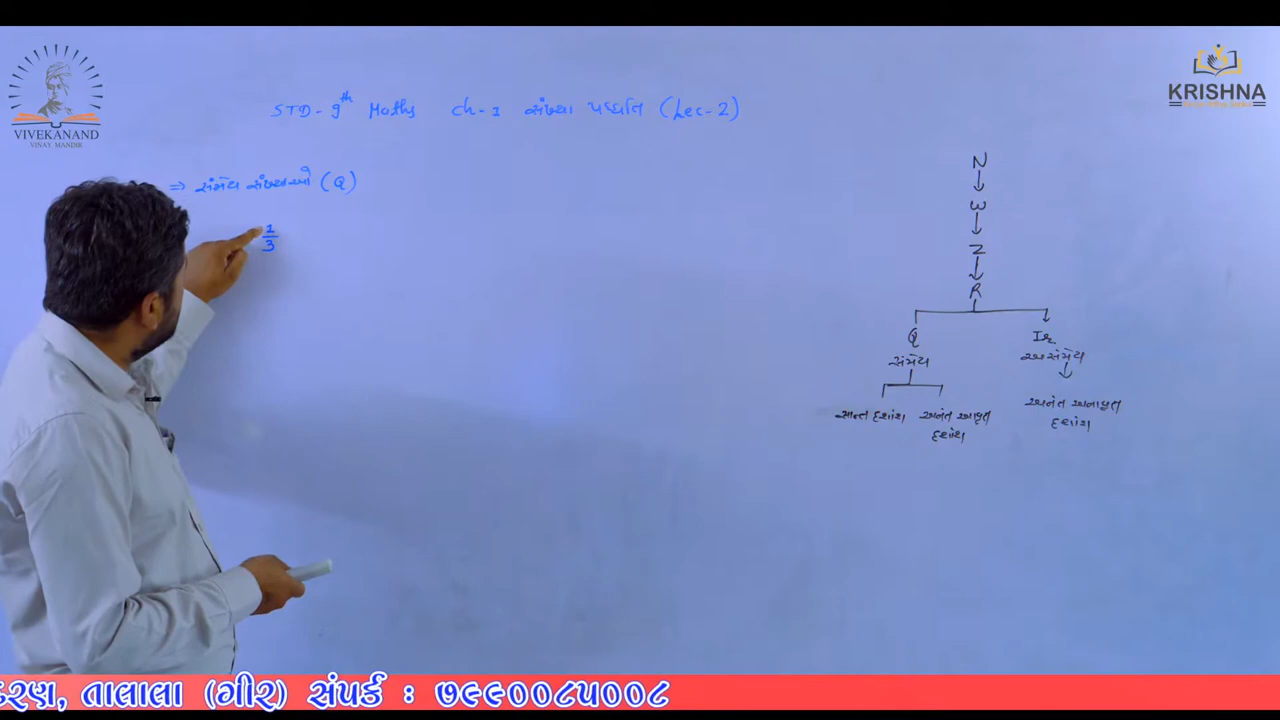 VIVEKANAND
VINAY MANDIR
KRISHNA
STD-9th Maths ch-1 સંખ્યા પદ્ધતિ (Lec-2)
⇒ સંમેય સંખ્યાઓ (Q)
1
3
N
↓
W
↓
Z
↓
R
Q
સંમેય
સાન્ત દશાંશ
અનંત આવૃત
દશાંશ
Ir
અસંમેય
↓
અનંત અનાવૃત
દશાંશ
કરણ, તાલાલા (ગીર) સંપર્ક : ૭૯૯૦૦૮૫૦૦૮